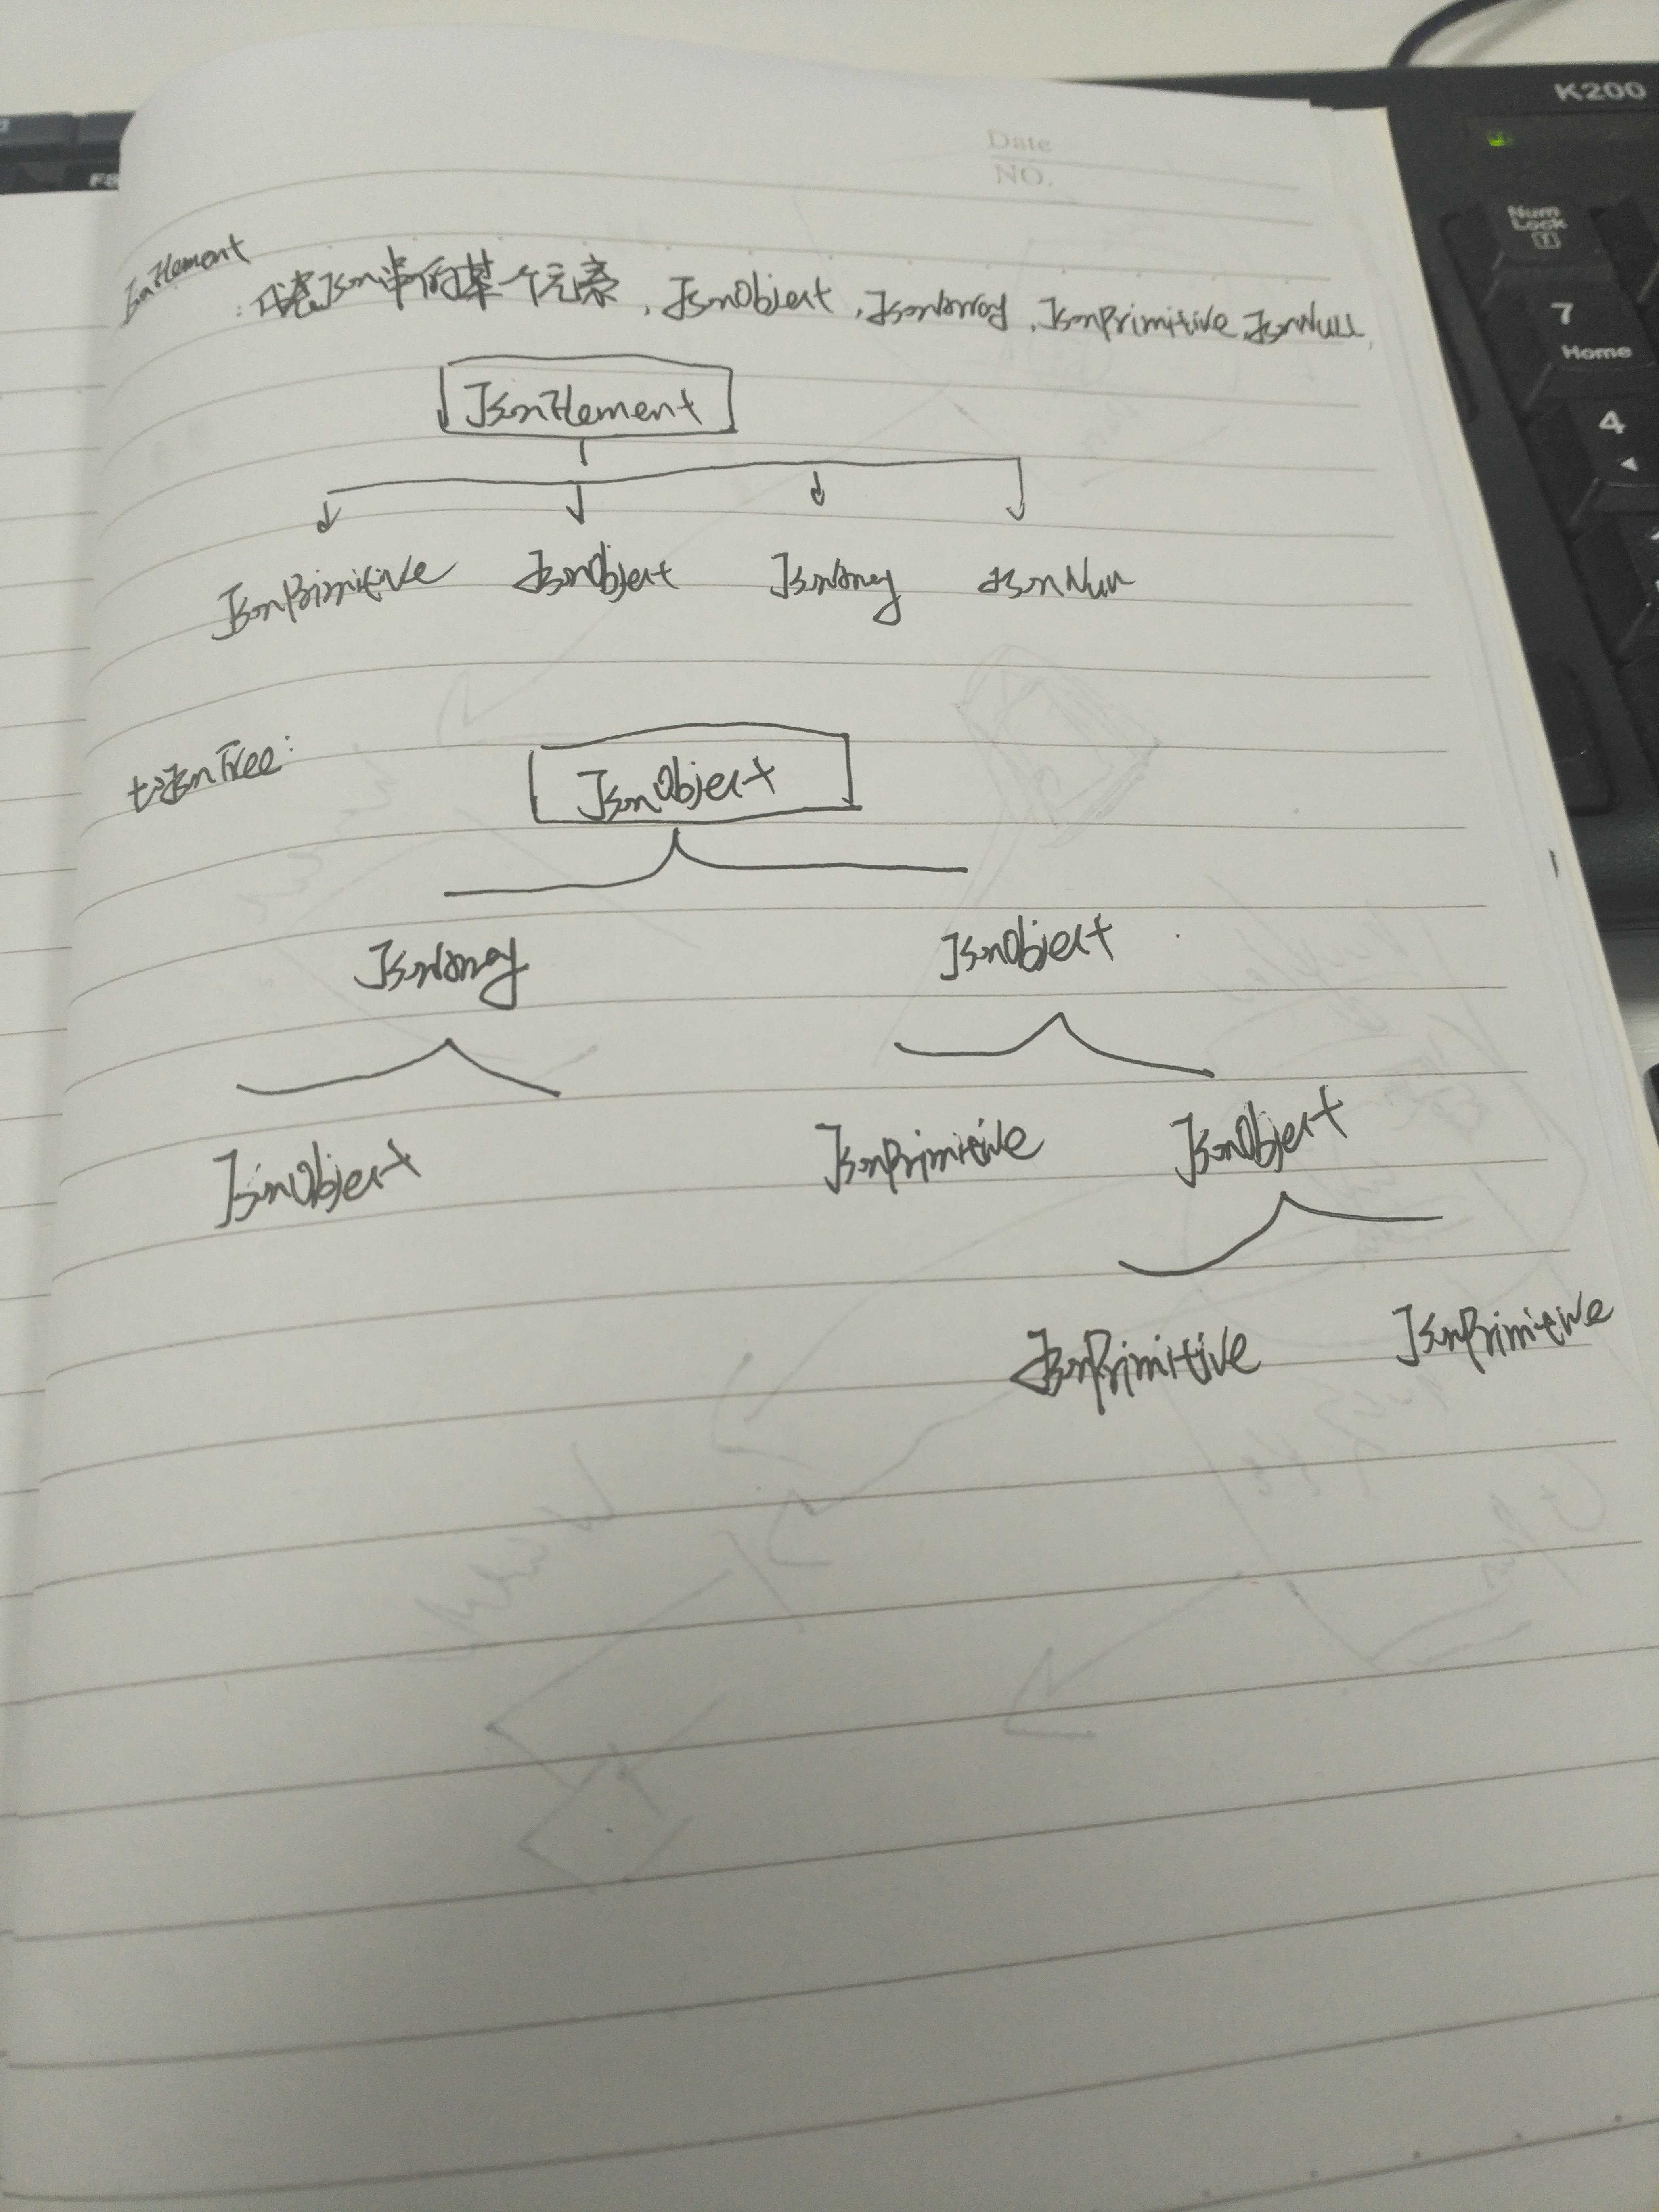 K200
F8
Date
NO.
Num Lock
7
Home
4
JsonElement
: 代表Json串的某个元素, JsonObject, JsonArray, JsonPrimitive, JsonNull,
JsonElement
JsonPrimitive JsonObject JsonArray JsonNull
toJsonTree:
JsonObject
JsonArray JsonObject
JsonObject JsonPrimitive JsonObject
JsonPrimitive JsonPrimitive